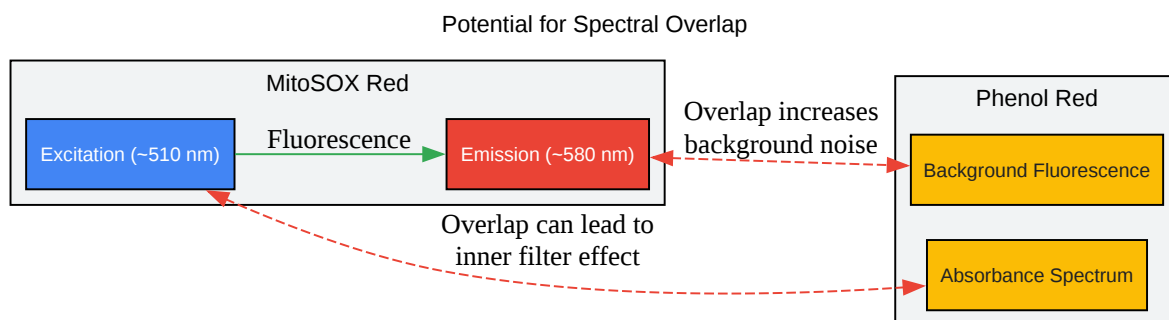 Potential for Spectral Overlap
MitoSOX Red
Excitation (~510 nm)
Fluorescence
Emission (~580 nm)
Overlap increases
background noise
Phenol Red
Background Fluorescence
Overlap can lead to
inner filter effect
Absorbance Spectrum